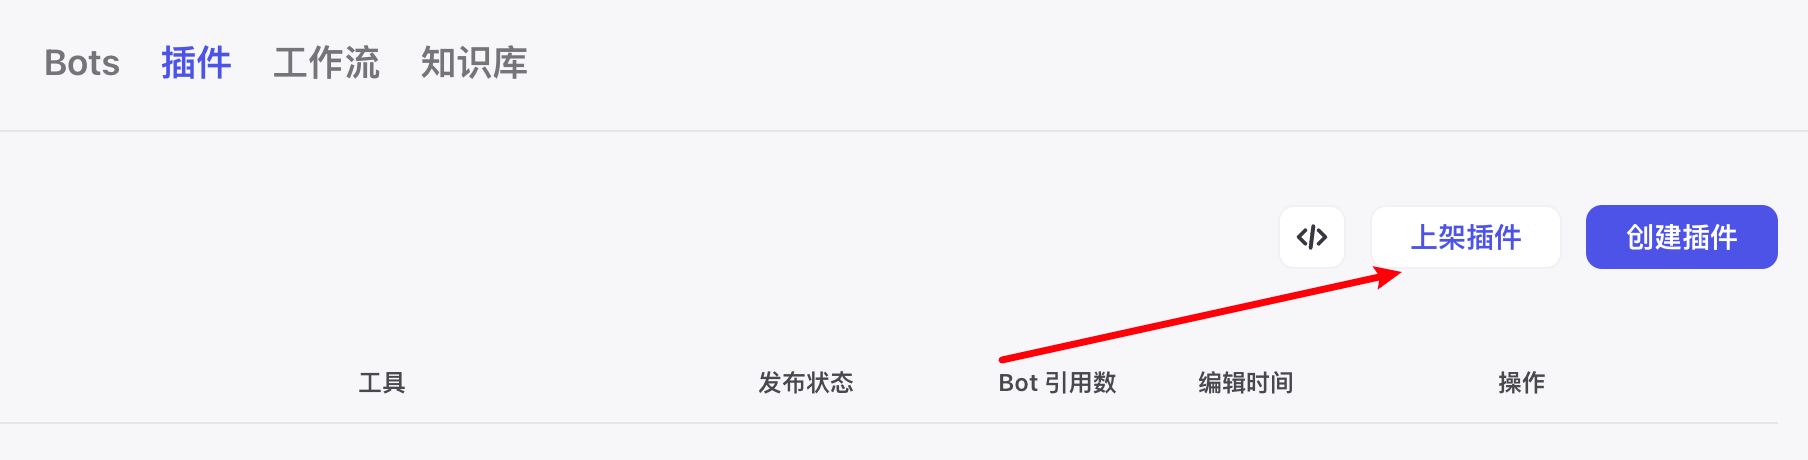 Bots 插件 工作流 知识库
</> 上架插件 创建插件
工具 发布状态 Bot 引用数 编辑时间 操作